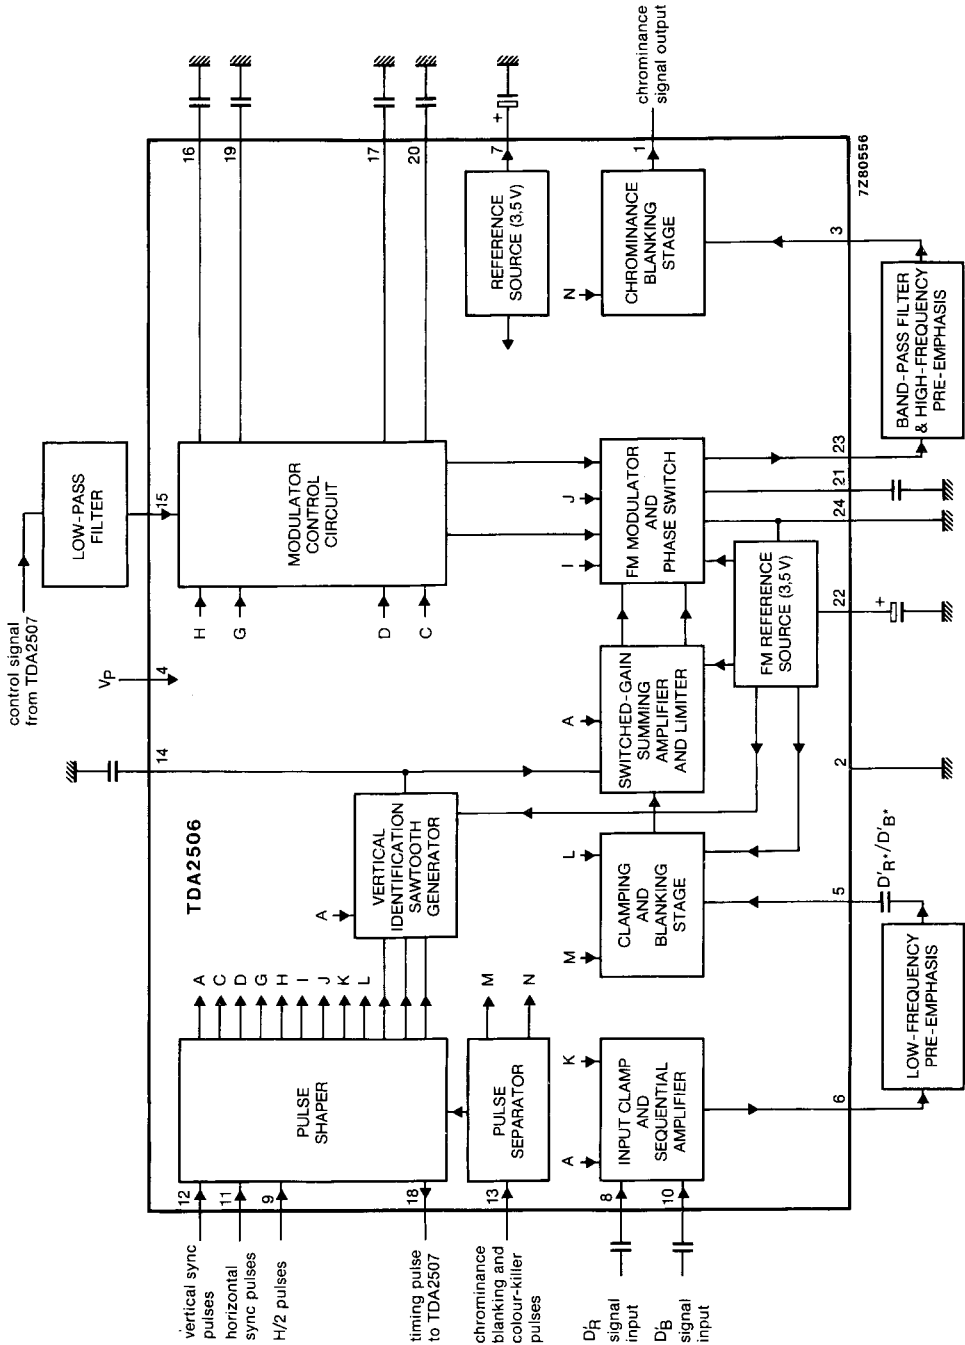 control signal
from TDA2507
LOW-PASS
FILTER
15
VP
4
14
TDA2506
16
19
17
20
7
+
H
G
D
C
MODULATOR
CONTROL
CIRCUIT
REFERENCE
SOURCE (3,5 V)
A
VERTICAL
IDENTIFICATION
SAWTOOTH
GENERATOR
vertical sync
pulses
12
horizontal
sync pulses
11
H/2 pulses
9
timing pulse
to TDA2507
18
PULSE
SHAPER
A
C
D
G
H
I
J
K
L
chrominance
blanking and
colour-killer
pulses
13
PULSE
SEPARATOR
M
N
D'R
signal
input
8
D'B
signal
input
10
A
K
INPUT CLAMP
AND
SEQUENTIAL
AMPLIFIER
6
LOW-FREQUENCY
PRE-EMPHASIS
D'R*/D'B*
5
M
L
CLAMPING
AND
BLANKING
STAGE
2
A
SWITCHED-GAIN
SUMMING
AMPLIFIER
AND LIMITER
FM REFERENCE
SOURCE (3,5 V)
22
+
I
J
FM MODULATOR
AND
PHASE SWITCH
24
21
23
BAND-PASS FILTER
& HIGH-FREQUENCY
PRE-EMPHASIS
3
N
CHROMINANCE
BLANKING
STAGE
1
chrominance
signal output
7Z80556